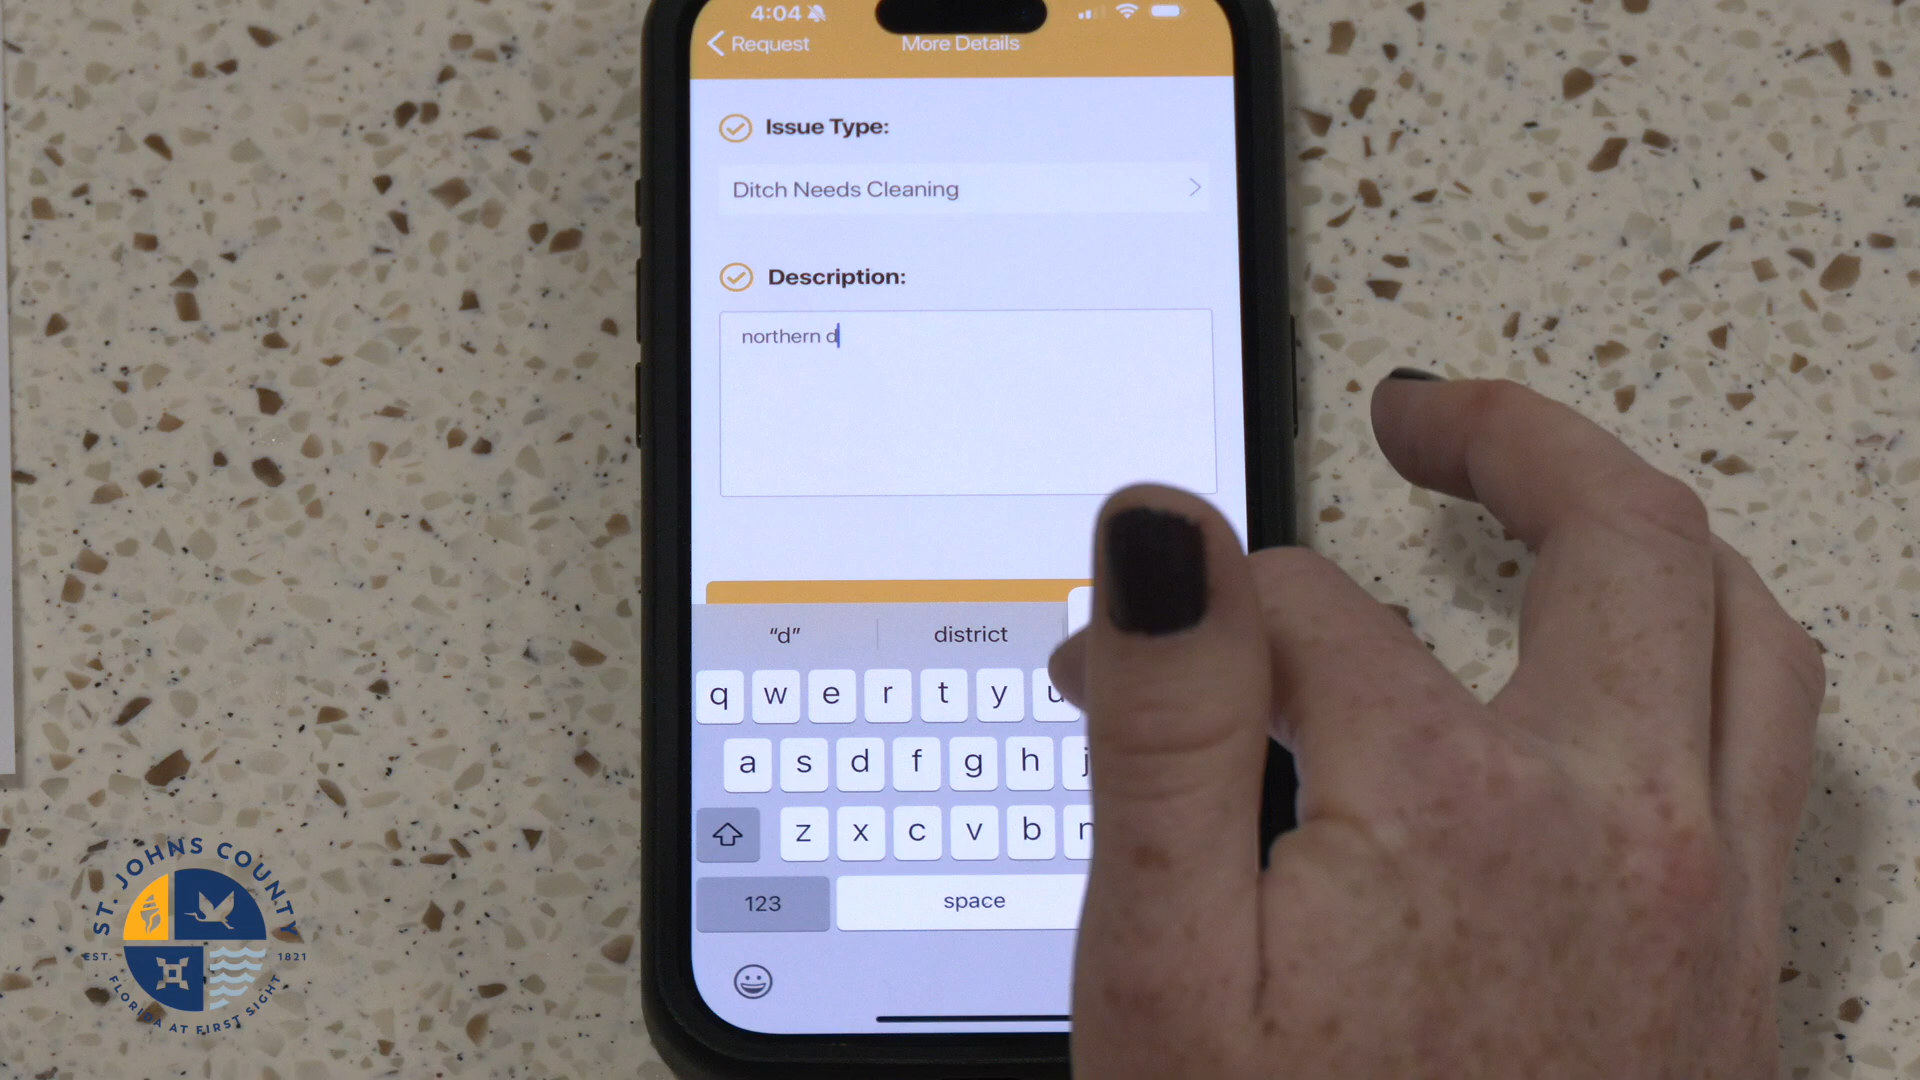 4:04
Request
More Details
Issue Type:
Ditch Needs Cleaning
Description:
northern d
"d" district
q w e r t y u
a s d f g h j
z x c v b n
123 space
ST. JOHNS COUNTY
EST. 1821
FLORIDA AT FIRST SIGHT